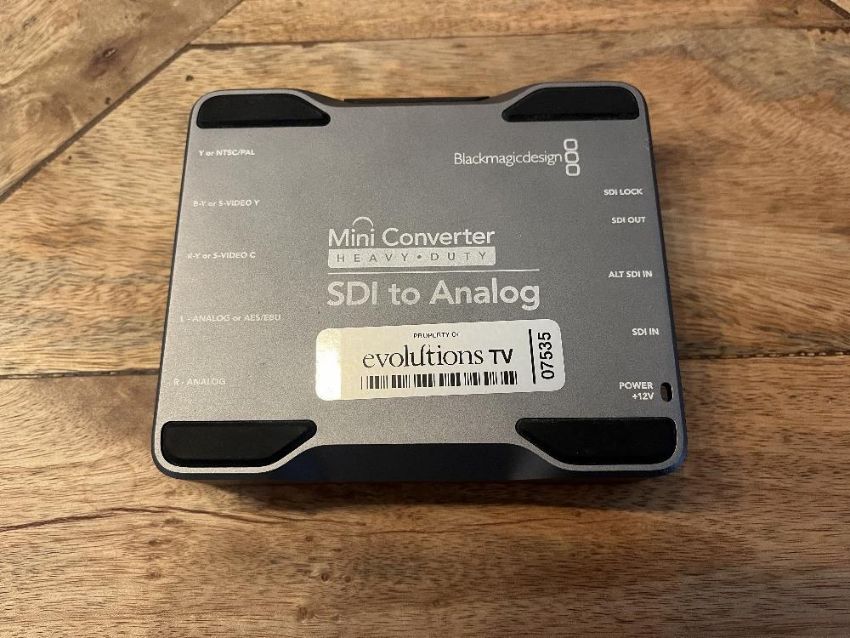 Y or NTSC/PAL
B-Y or S-VIDEO Y
R-Y or S-VIDEO C
L - ANALOG or AES/EBU
R - ANALOG
Blackmagicdesign
Mini Converter
HEAVY • DUTY
SDI to Analog
PROPERTY OF
evolutions TV
07535
SDI LOCK
SDI OUT
ALT SDI IN
SDI IN
POWER
+12V